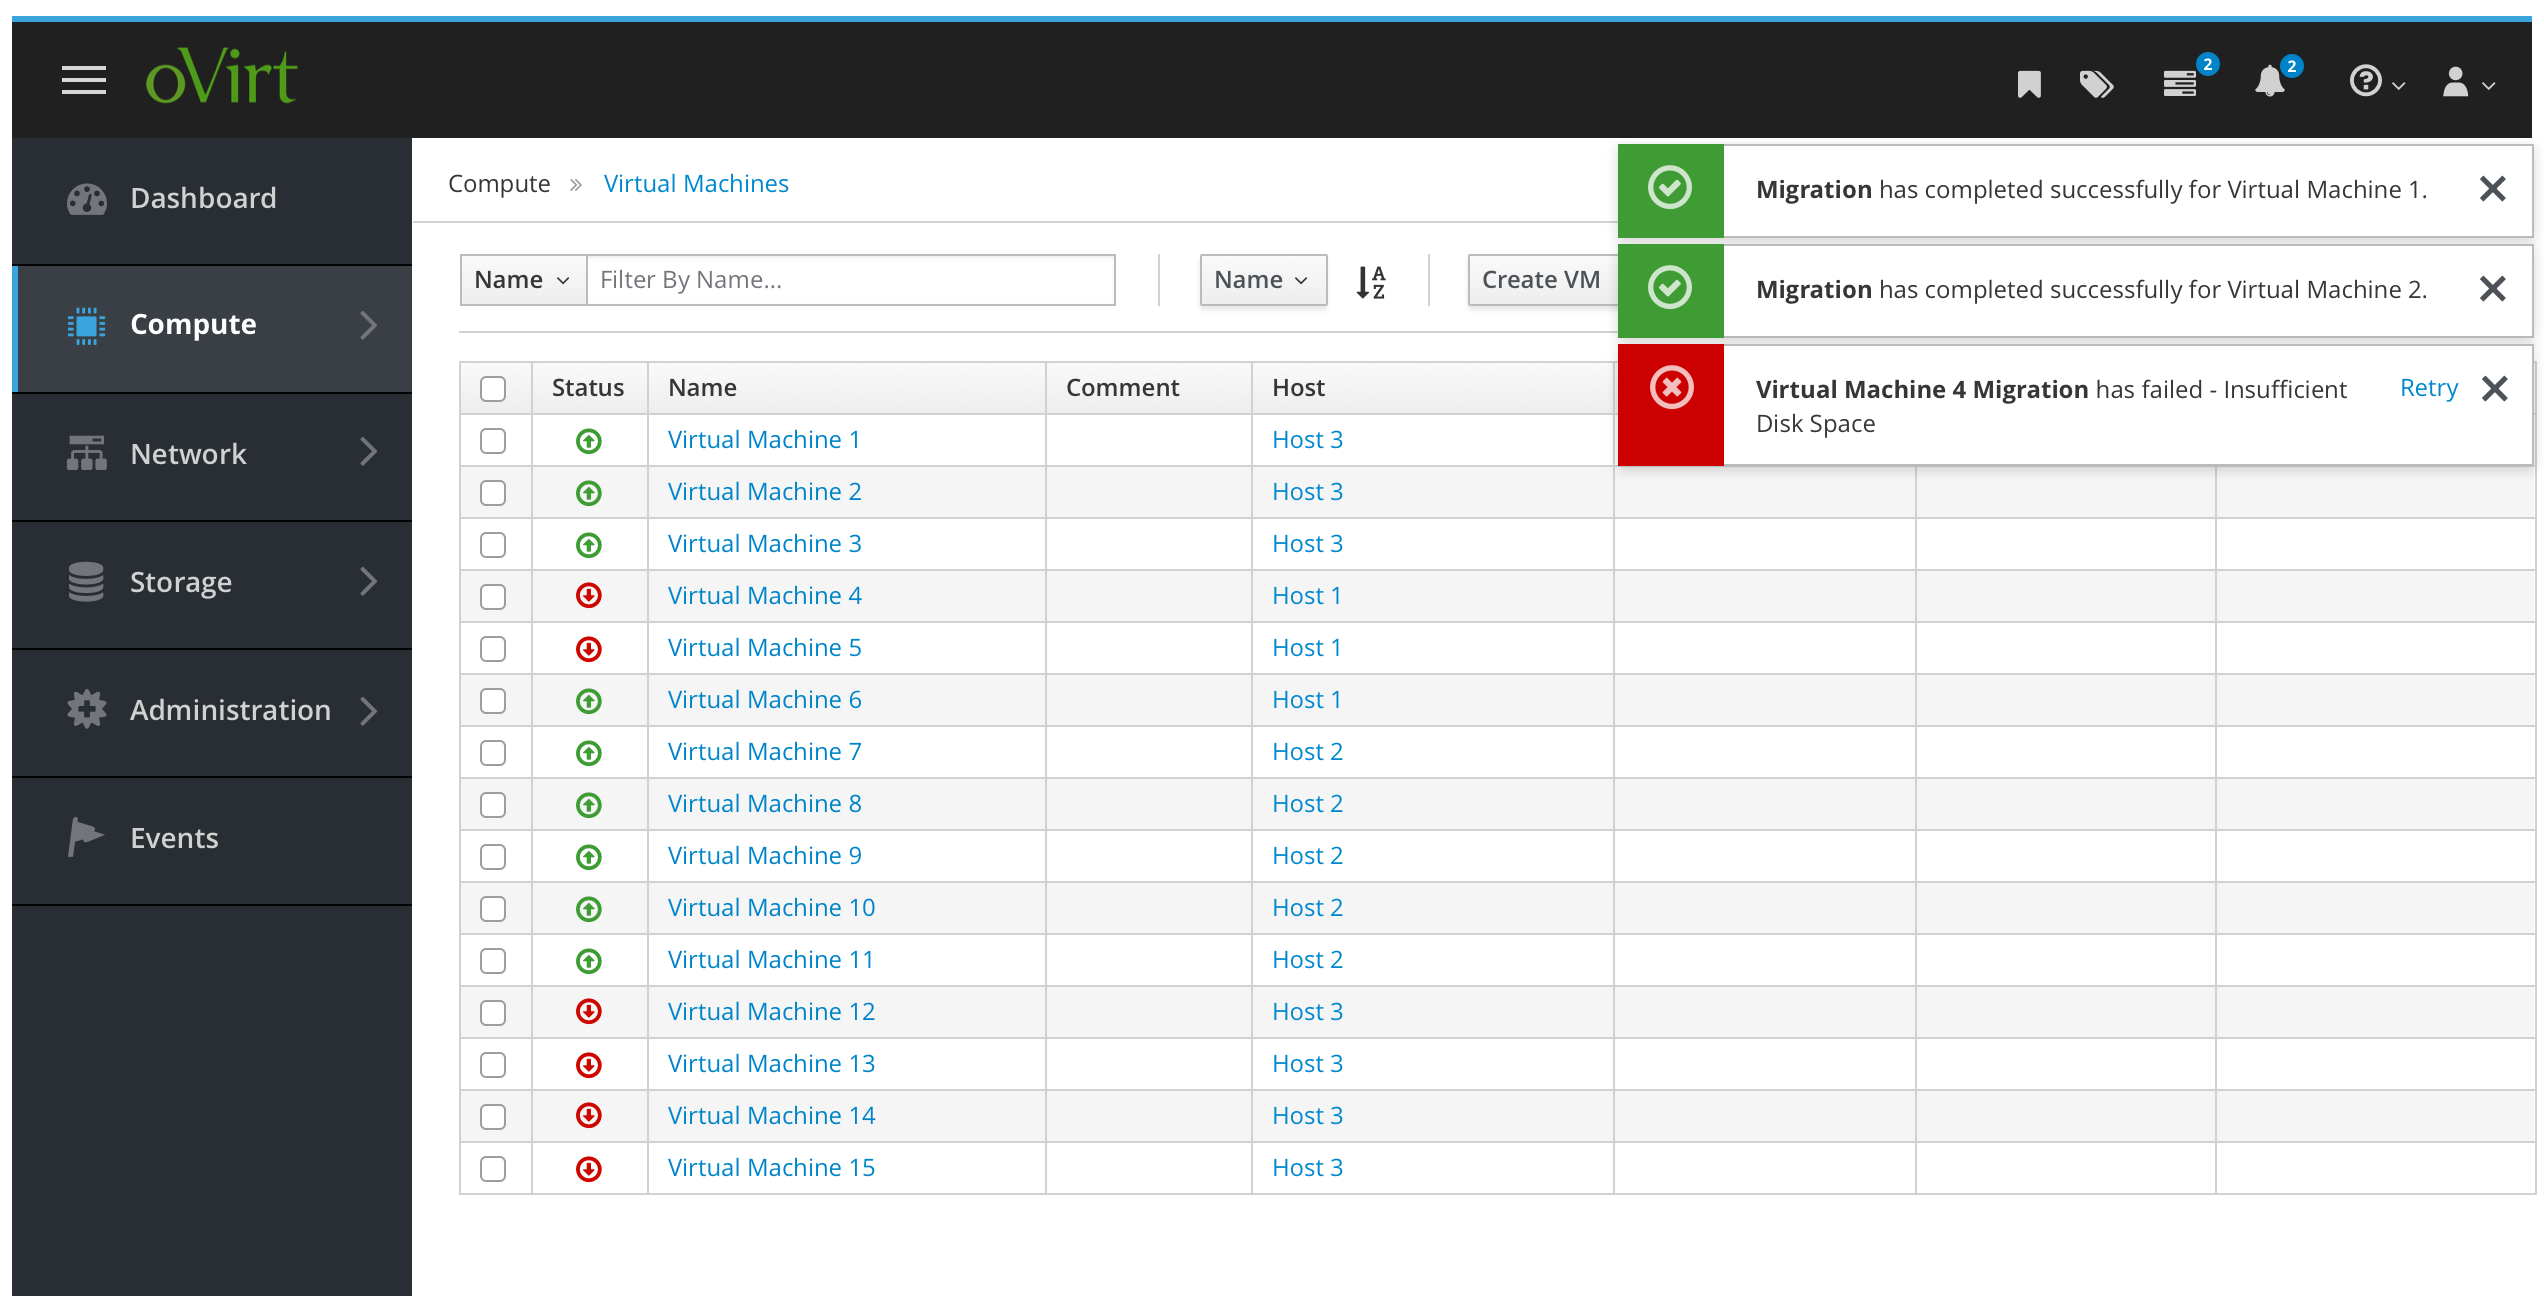 oVirt
2
2
Dashboard
Compute
Network
Storage
Administration
Events
Compute » Virtual Machines
Migration has completed successfully for Virtual Machine 1.
Migration has completed successfully for Virtual Machine 2.
Virtual Machine 4 Migration has failed - Insufficient Retry
Disk Space
Name Filter By Name... Name A Z Create VM
Status Name Comment Host
Virtual Machine 1 Host 3
Virtual Machine 2 Host 3
Virtual Machine 3 Host 3
Virtual Machine 4 Host 1
Virtual Machine 5 Host 1
Virtual Machine 6 Host 1
Virtual Machine 7 Host 2
Virtual Machine 8 Host 2
Virtual Machine 9 Host 2
Virtual Machine 10 Host 2
Virtual Machine 11 Host 2
Virtual Machine 12 Host 3
Virtual Machine 13 Host 3
Virtual Machine 14 Host 3
Virtual Machine 15 Host 3